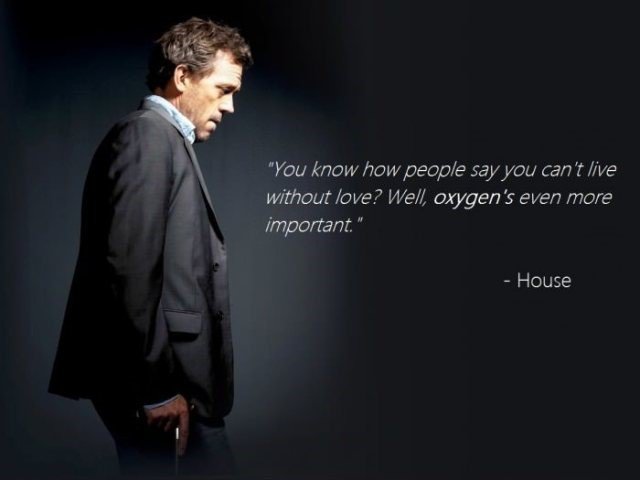 "You know how people say you can't live
without love? Well, oxygen's even more
important."
- House